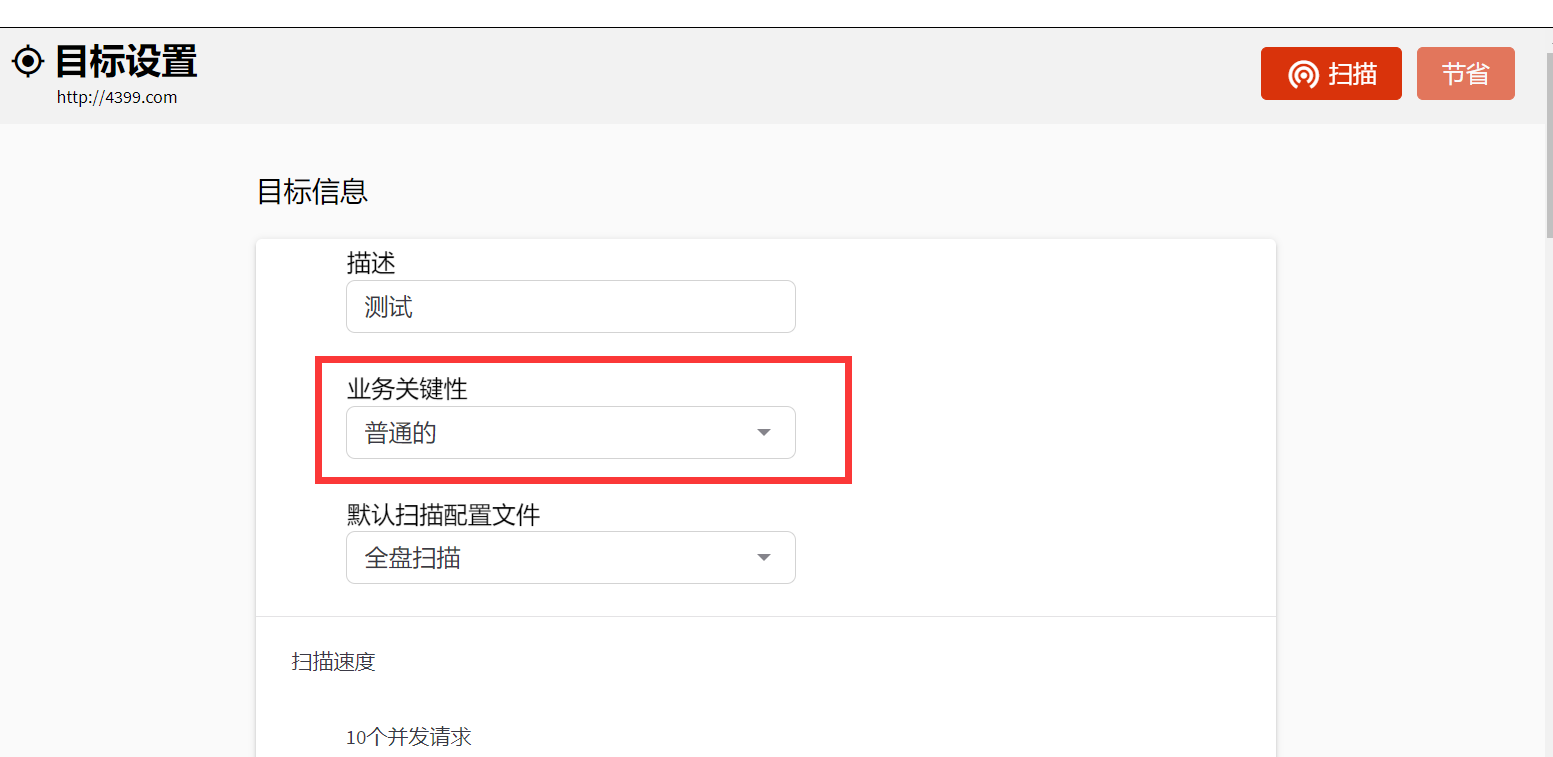 目标设置
http://4399.com
扫描
节省
目标信息
描述
测试
业务关键性
普通的
默认扫描配置文件
全盘扫描
扫描速度
10个并发请求